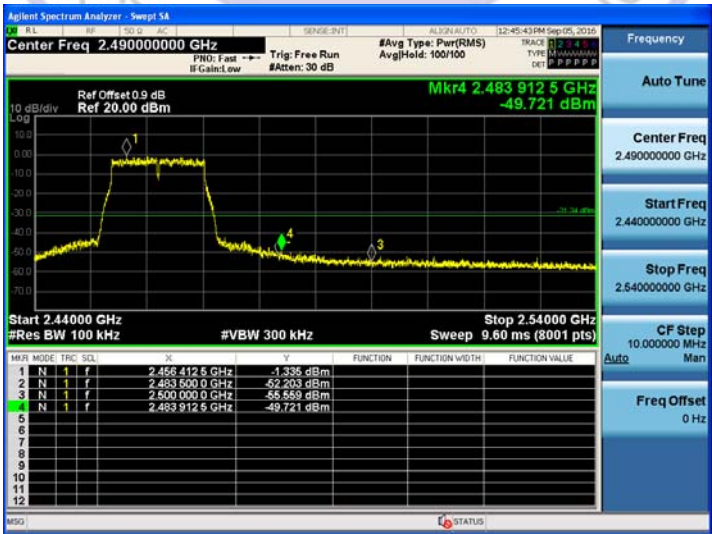 Agilent Spectrum Analyzer - Swept SA
RL RF 50 Ω AC SENSE:INT ALIGN AUTO 12:45:43 PM Sep 05, 2016
Center Freq 2.490000000 GHz
PNO: Fast
IFGain:Low
Trig: Free Run
#Atten: 30 dB
#Avg Type: Pwr(RMS)
Avg|Hold: 100/100
TRACE 1 2 3 4 5 6
TYPE
DET P P P P P P
Ref Offset 0.9 dB
10 dB/div Ref 20.00 dBm
Log
Mkr4 2.483 912 5 GHz
-49.721 dBm
10.0
0.00
-10.0
-20.0
-30.0
-40.0
-50.0
-60.0
-70.0
1
4
3
-31.34 dBm
Start 2.44000 GHz Stop 2.54000 GHz
#Res BW 100 kHz #VBW 300 kHz Sweep 9.60 ms (8001 pts)
MKR MODE TRC SCL X Y FUNCTION FUNCTION WIDTH FUNCTION VALUE
1 N 1 f 2.456 412 5 GHz -1.335 dBm
2 N 1 f 2.483 500 0 GHz -52.203 dBm
3 N 1 f 2.500 000 0 GHz -55.559 dBm
4 N 1 f 2.483 912 5 GHz -49.721 dBm
5
6
7
8
9
10
11
12
MSG STATUS
Frequency
Auto Tune
Center Freq
2.490000000 GHz
Start Freq
2.440000000 GHz
Stop Freq
2.540000000 GHz
CF Step
10.000000 MHz
Auto Man
Freq Offset
0 Hz